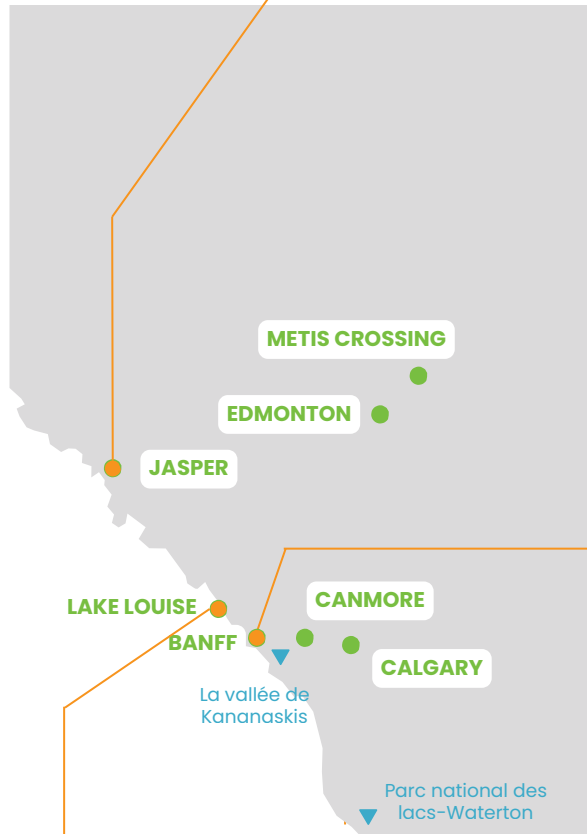 METIS CROSSING
EDMONTON
JASPER
LAKE LOUISE
CANMORE
BANFF
CALGARY
La vallée de
Kananaskis
Parc national des
lacs-Waterton